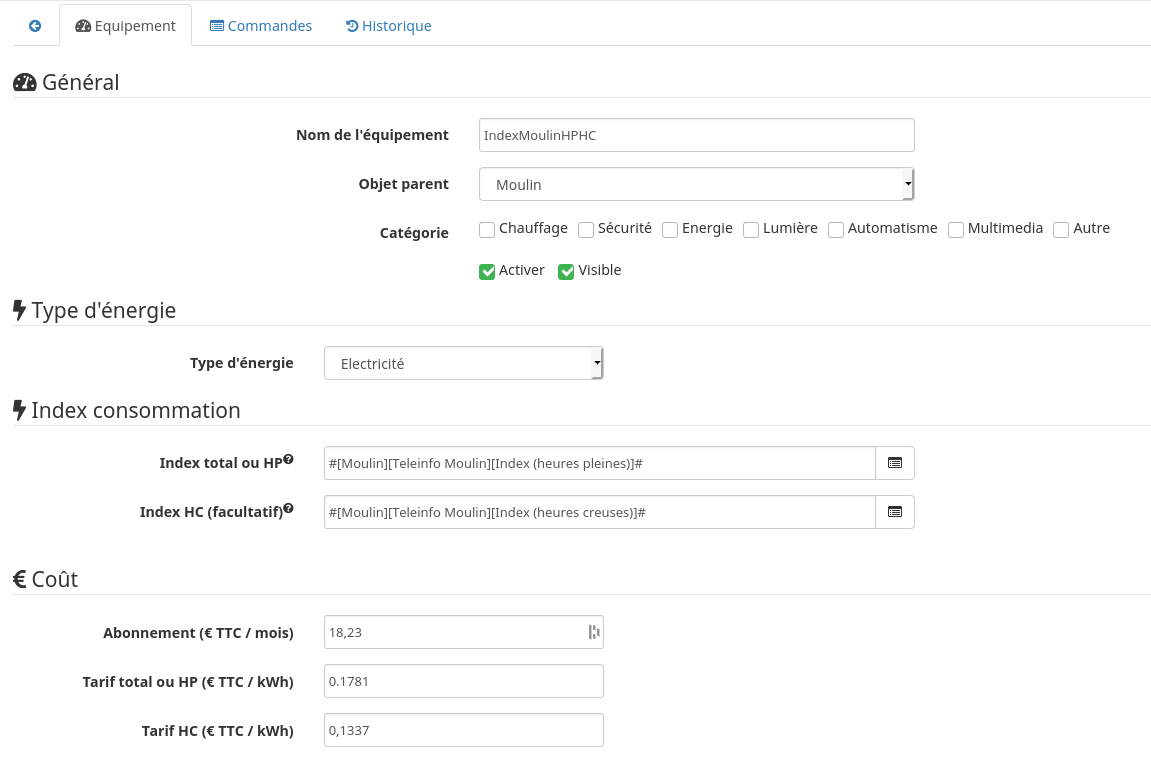 Equipement Commandes Historique
Général
Nom de l'équipement IndexMoulinHPHC
Objet parent Moulin
Catégorie Chauffage Sécurité Energie Lumière Automatisme Multimedia Autre
Activer Visible
Type d'énergie
Type d'énergie Electricité
Index consommation
Index total ou HP #[Moulin][Teleinfo Moulin][Index (heures pleines)]#
Index HC (facultatif) #[Moulin][Teleinfo Moulin][Index (heures creuses)]#
€ Coût
Abonnement (€ TTC / mois) 18,23
Tarif total ou HP (€ TTC / kWh) 0.1781
Tarif HC (€ TTC / kWh) 0,1337